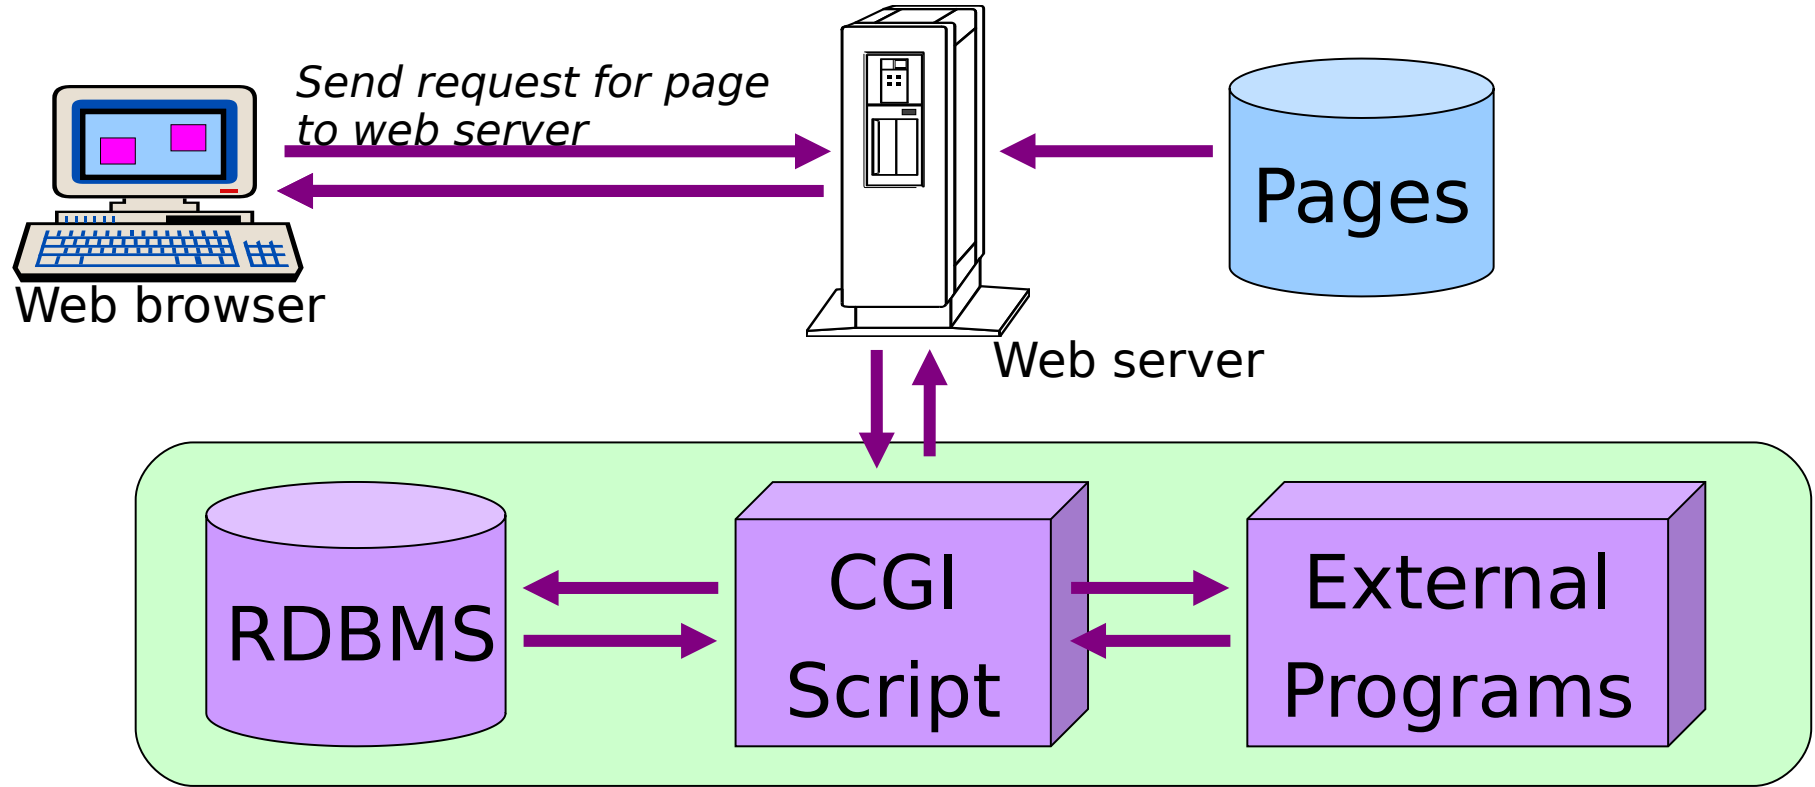 Send request for page
to web server
Pages
Web browser
Web server
RDBMS
CGI
Script
External
Programs